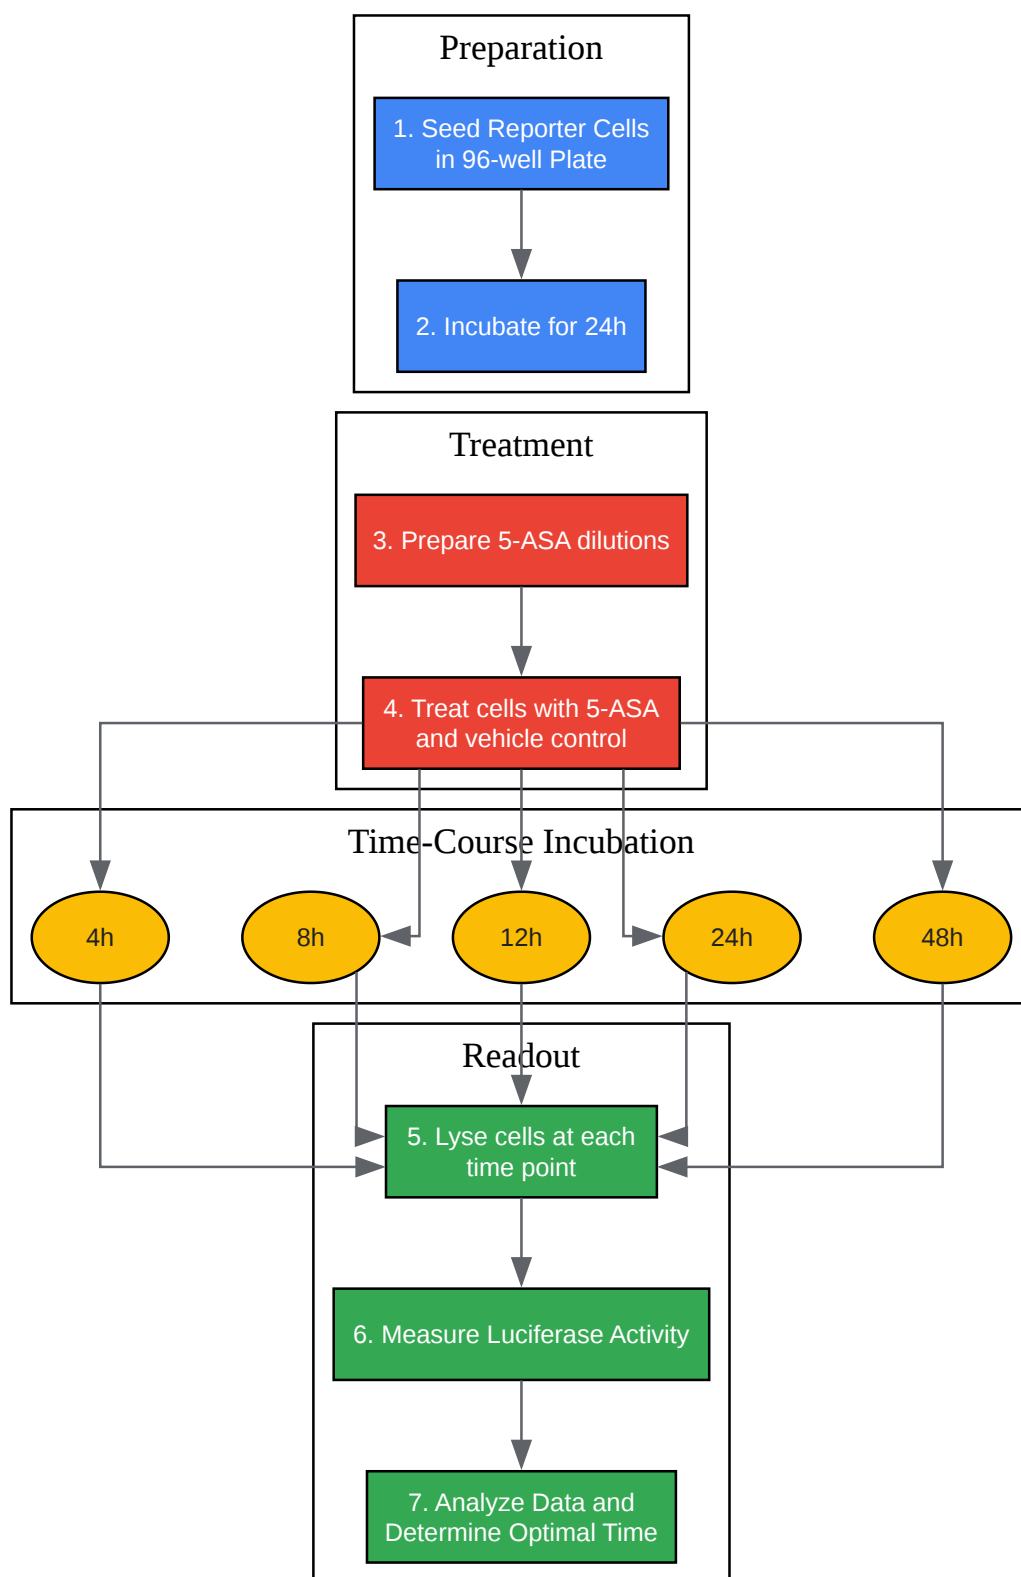 Preparation
1. Seed Reporter Cells
in 96-well Plate
2. Incubate for 24h
Treatment
3. Prepare 5-ASA dilutions
4. Treat cells with 5-ASA
and vehicle control
Time-Course Incubation
4h
8h
12h
24h
48h
Readout
5. Lyse cells at each
time point
6. Measure Luciferase Activity
7. Analyze Data and
Determine Optimal Time